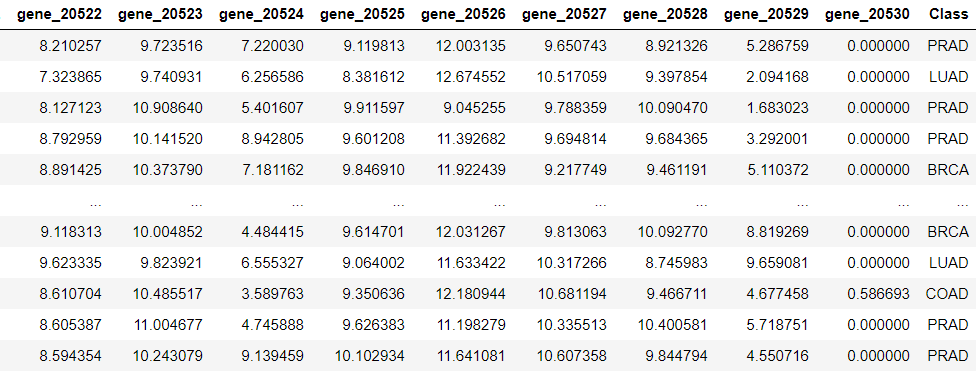 gene_20522 gene_20523 gene_20524 gene_20525 gene_20526 gene_20527 gene_20528 gene_20529 gene_20530 Class
8.210257 9.723516 7.220030 9.119813 12.003135 9.650743 8.921326 5.286759 0.000000 PRAD
7.323865 9.740931 6.256586 8.381612 12.674552 10.517059 9.397854 2.094168 0.000000 LUAD
8.127123 10.908640 5.401607 9.911597 9.045255 9.788359 10.090470 1.683023 0.000000 PRAD
8.792959 10.141520 8.942805 9.601208 11.392682 9.694814 9.684365 3.292001 0.000000 PRAD
8.891425 10.373790 7.181162 9.846910 11.922439 9.217749 9.461191 5.110372 0.000000 BRCA
... ... ... ... ... ... ... ... ... ...
9.118313 10.004852 4.484415 9.614701 12.031267 9.813063 10.092770 8.819269 0.000000 BRCA
9.623335 9.823921 6.555327 9.064002 11.633422 10.317266 8.745983 9.659081 0.000000 LUAD
8.610704 10.485517 3.589763 9.350636 12.180944 10.681194 9.466711 4.677458 0.586693 COAD
8.605387 11.004677 4.745888 9.626383 11.198279 10.335513 10.400581 5.718751 0.000000 PRAD
8.594354 10.243079 9.139459 10.102934 11.641081 10.607358 9.844794 4.550716 0.000000 PRAD